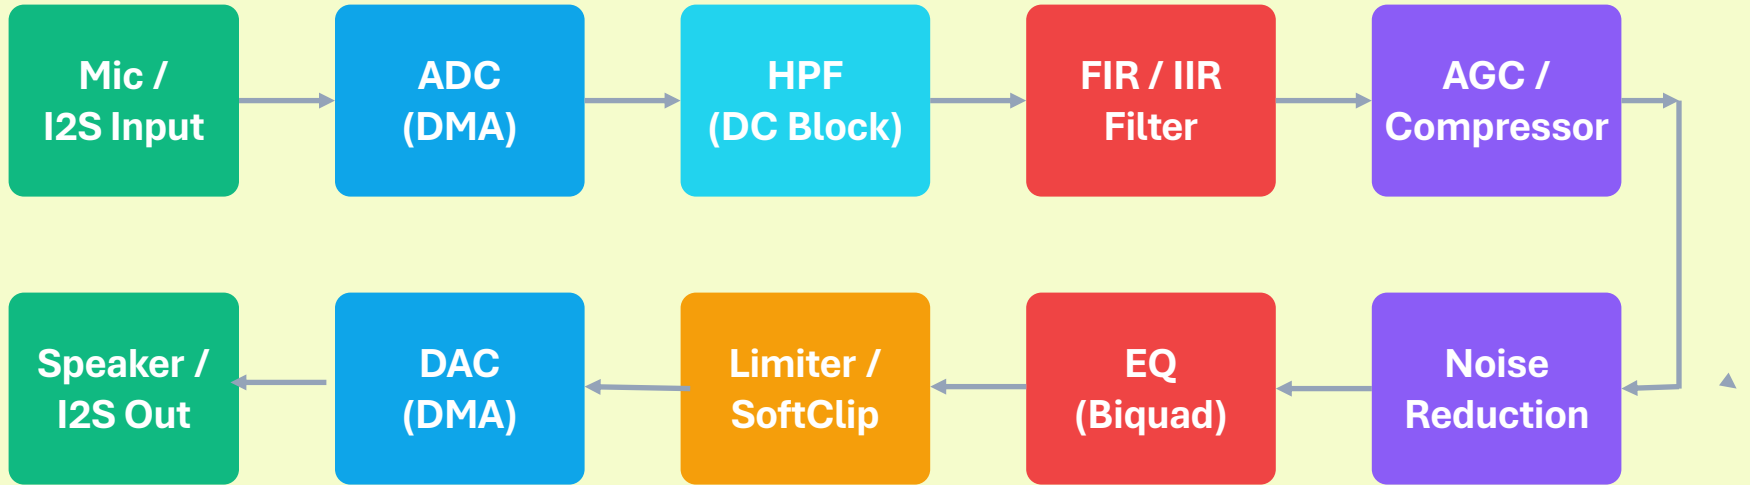 Mic /
I2S Input
ADC
(DMA)
HPF
(DC Block)
FIR / IIR
Filter
AGC /
Compressor
Speaker /
I2S Out
DAC
(DMA)
Limiter /
SoftClip
EQ
(Biquad)
Noise
Reduction